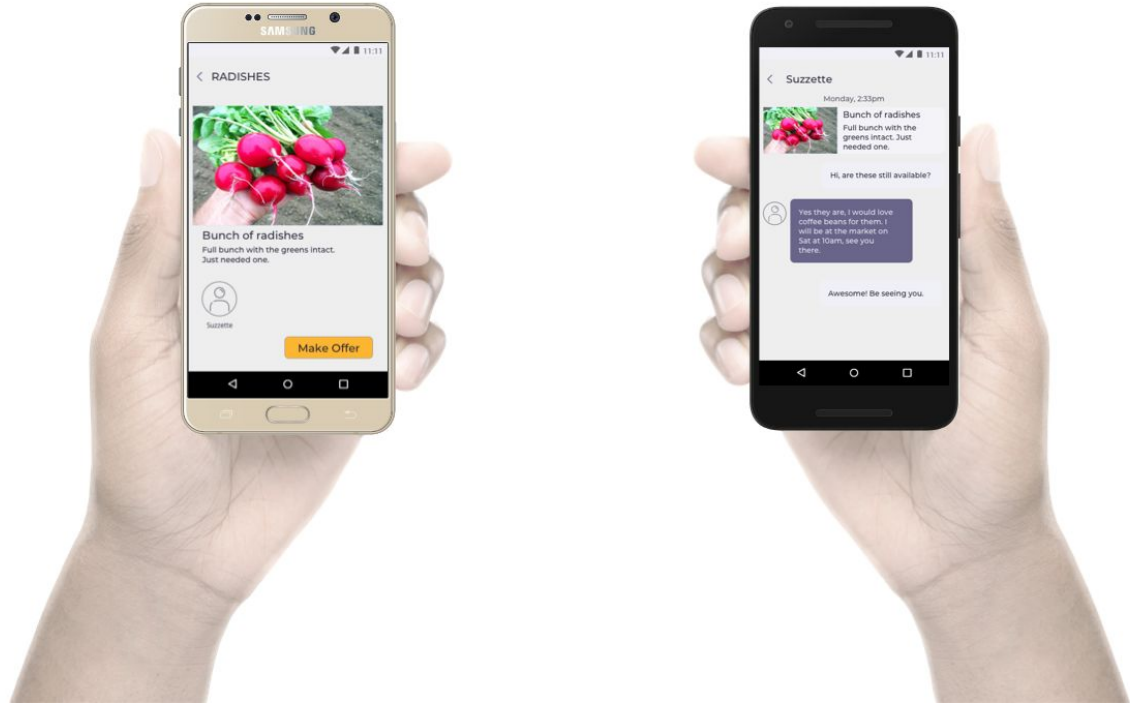 SAMSUNG
11:11
RADISHES
Bunch of radishes
Full bunch with the greens intact.
Just needed one.
Suzzette
Make Offer
11:11
Suzzette
Monday, 2:33pm
Bunch of radishes
Full bunch with the
greens intact. Just
needed one.
Hi, are these still available?
Yes they are, I would love
coffee beans for them. I
will be at the market on
Sat at 10am, see you
there.
Awesome! Be seeing you.